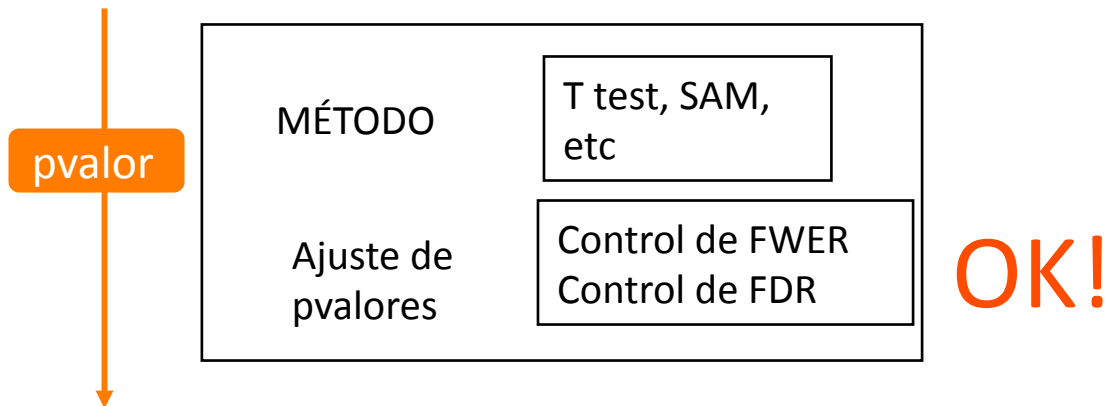 pvalor
MÉTODO
T test, SAM,
etc
Ajuste de
pvalores
Control de FWER
Control de FDR
OK!